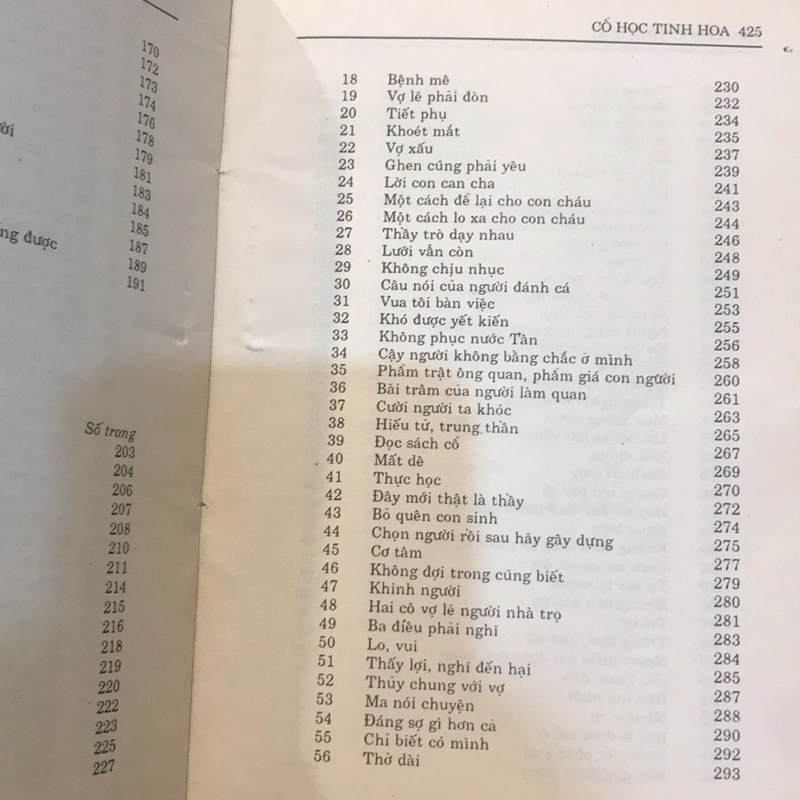 170
172
173
174
176
178
179
181
183
184
185
ng được 187
189
191
Số trang
203
204
206
207
208
210
211
214
215
216
218
219
220
222
223
225
227
CỔ HỌC TINH HOA 425
18 Bệnh mê 230
19 Vợ lẽ phải đòn 232
20 Tiết phụ 234
21 Khoét mắt 235
22 Vợ xấu 237
23 Ghen cũng phải yêu 239
24 Lời con can cha 241
25 Một cách để lại cho con cháu 243
26 Một cách lo xa cho con cháu 244
27 Thầy trò dạy nhau 246
28 Lưỡi vẫn còn 248
29 Không chịu nhục 249
30 Câu nói của người đánh cá 251
31 Vua tôi bàn việc 253
32 Khó được yết kiến 255
33 Không phục nước Tần 256
34 Cậy người không bằng chắc ở mình 258
35 Phẩm trật ông quan, phẩm giá con người 260
36 Bài trâm của người làm quan 261
37 Cười người ta khóc 263
38 Hiếu tử, trung thần 265
39 Đọc sách cổ 267
40 Mất dê 269
41 Thực học 270
42 Đây mới thật là thầy 272
43 Bỏ quên con sinh 274
44 Chọn người rồi sau hãy gây dựng 275
45 Cơ tâm 277
46 Không đợi trong cũng biết 279
47 Khinh người 280
48 Hai cô vợ lẽ người nhà trọ 281
49 Ba điều phải nghĩ 283
50 Lo, vui 284
51 Thấy lợi, nghĩ đến hại 285
52 Thủy chung với vợ 287
53 Ma nói chuyện 288
54 Đáng sợ gì hơn cả 290
55 Chỉ biết có mình 292
56 Thở dài 293